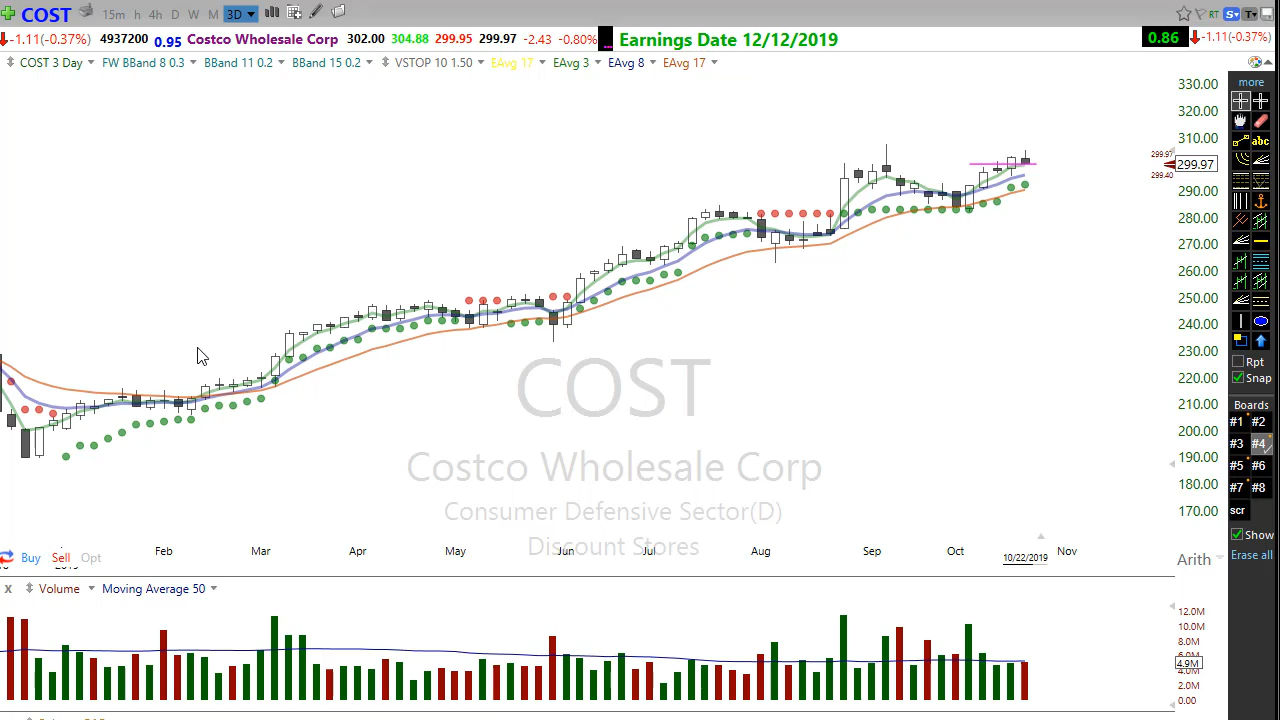 COST 15m h 4h D W M 3D RT S T
-1.11(-0.37%) 4937200 0.95 Costco Wholesale Corp 302.00 304.88 299.95 299.97 -2.43 -0.80% Earnings Date 12/12/2019 0.86 -1.11(-0.37%)
COST 3 Day FW BBand 8 0.3 BBand 11 0.2 BBand 15 0.2 VSTOP 10 1.50 EAvg 17 EAvg 3 EAvg 8 EAvg 17
more
abc
330.00
320.00
310.00
299.97
299.97
299.40
290.00
280.00
270.00
260.00
250.00
240.00
230.00
220.00
210.00
200.00
190.00
180.00
170.00
COST
Costco Wholesale Corp
Consumer Defensive Sector(D)
Discount Stores
Rpt
Snap
Boards
#1 #2
#3 #4
#5 #6
#7 #8
scr
Show
Erase all
Feb Mar Apr May Jun Jul Aug Sep Oct 10/22/2019 Nov
Buy Sell Opt
Arith
X Volume Moving Average 50
12.0M
10.0M
8.0M
4.9M
4.0M
2.0M
0.00